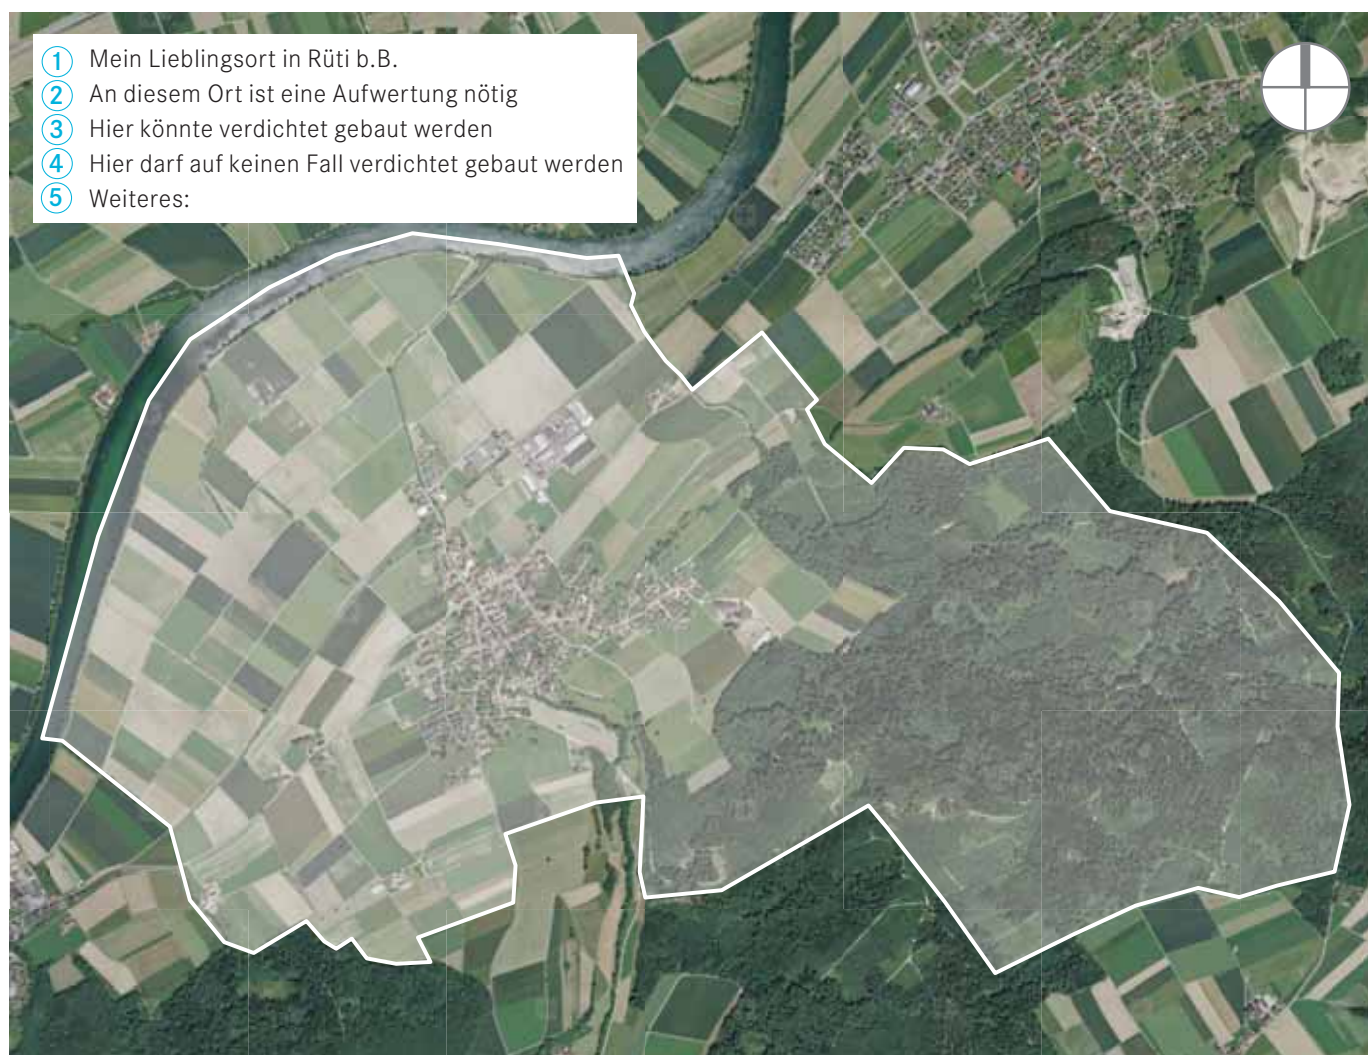 1 Mein Lieblingsort in Rüti b.B.
2 An diesem Ort ist eine Aufwertung nötig
3 Hier könnte verdichtet gebaut werden
4 Hier darf auf keinen Fall verdichtet gebaut werden
5 Weiteres: